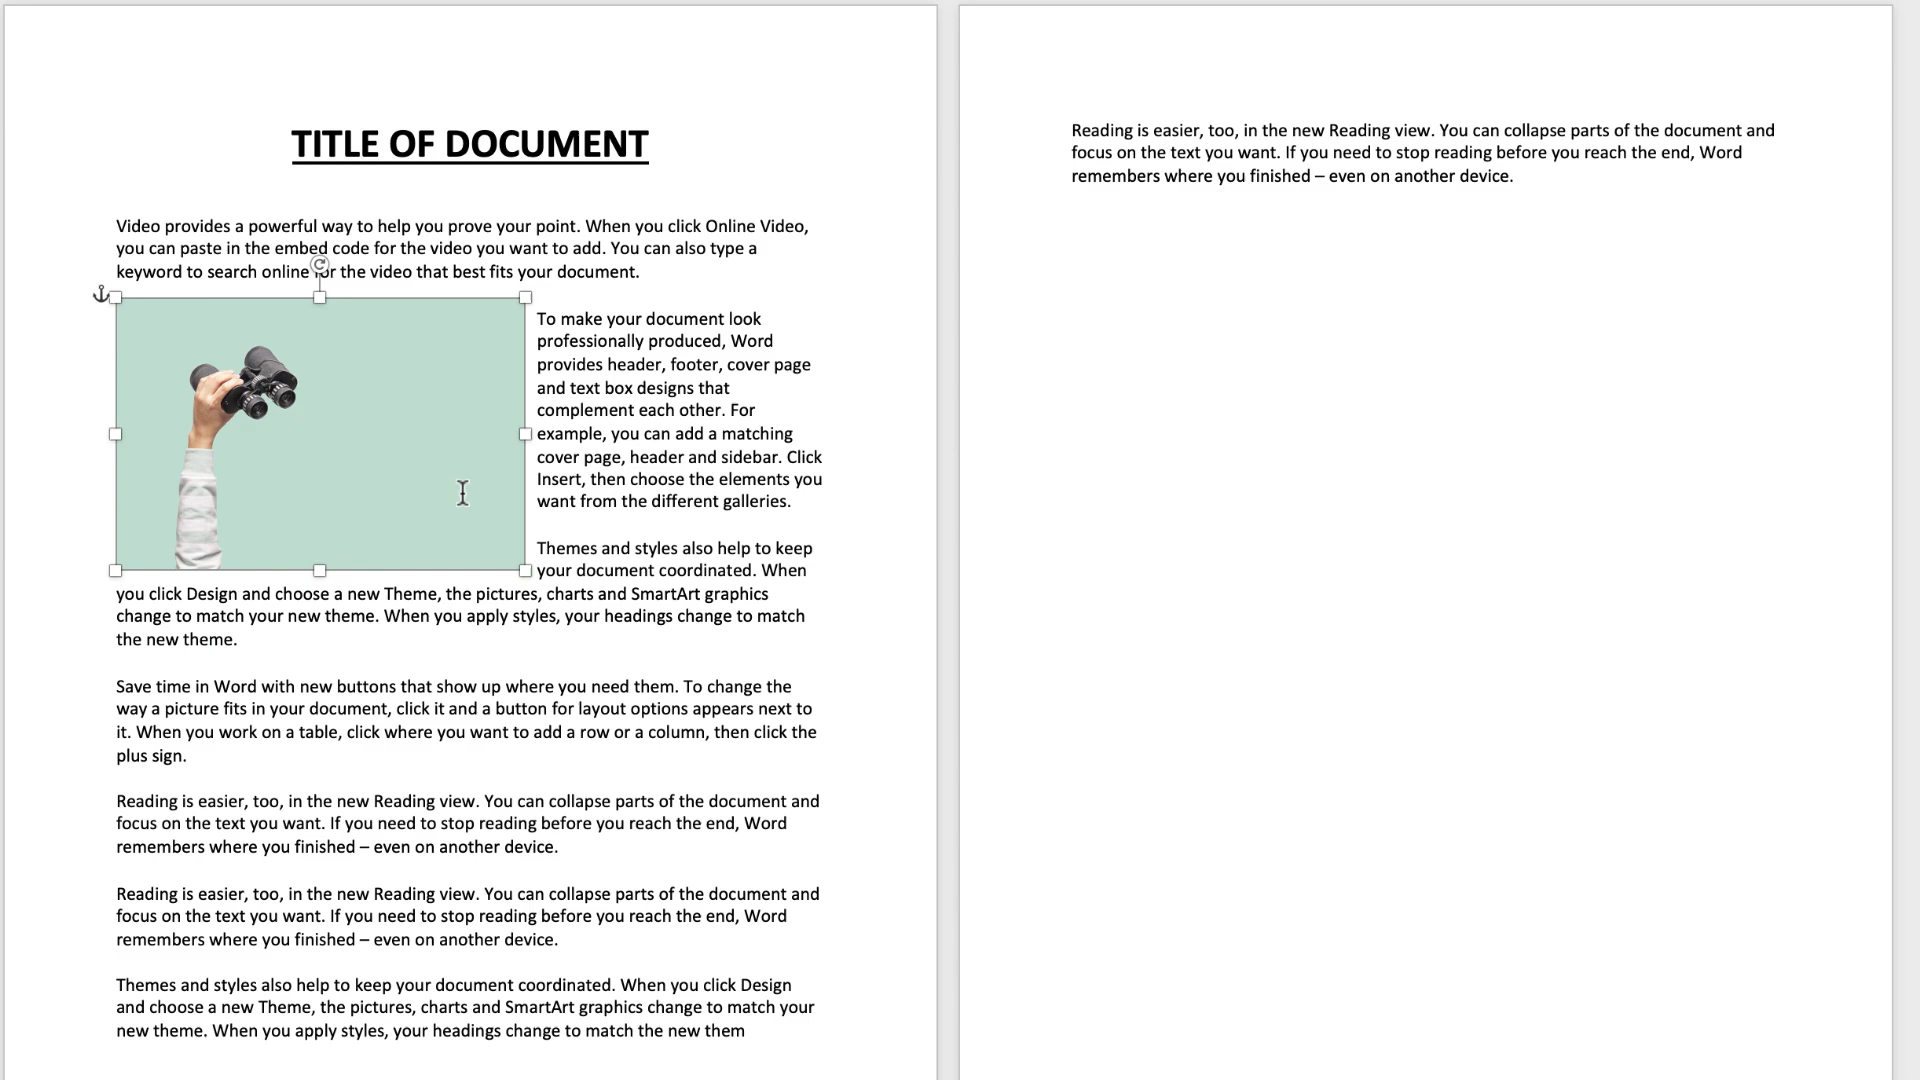 TITLE OF DOCUMENT
Video provides a powerful way to help you prove your point. When you click Online Video,
you can paste in the embed code for the video you want to add. You can also type a
keyword to search online for the video that best fits your document.
To make your document look
professionally produced, Word
provides header, footer, cover page
and text box designs that
complement each other. For
example, you can add a matching
cover page, header and sidebar. Click
Insert, then choose the elements you
want from the different galleries.
Themes and styles also help to keep
your document coordinated. When
you click Design and choose a new Theme, the pictures, charts and SmartArt graphics
change to match your new theme. When you apply styles, your headings change to match
the new theme.
Save time in Word with new buttons that show up where you need them. To change the
way a picture fits in your document, click it and a button for layout options appears next to
it. When you work on a table, click where you want to add a row or a column, then click the
plus sign.
Reading is easier, too, in the new Reading view. You can collapse parts of the document and
focus on the text you want. If you need to stop reading before you reach the end, Word
remembers where you finished – even on another device.
Reading is easier, too, in the new Reading view. You can collapse parts of the document and
focus on the text you want. If you need to stop reading before you reach the end, Word
remembers where you finished – even on another device.
Themes and styles also help to keep your document coordinated. When you click Design
and choose a new Theme, the pictures, charts and SmartArt graphics change to match your
new theme. When you apply styles, your headings change to match the new them
Reading is easier, too, in the new Reading view. You can collapse parts of the document and
focus on the text you want. If you need to stop reading before you reach the end, Word
remembers where you finished – even on another device.